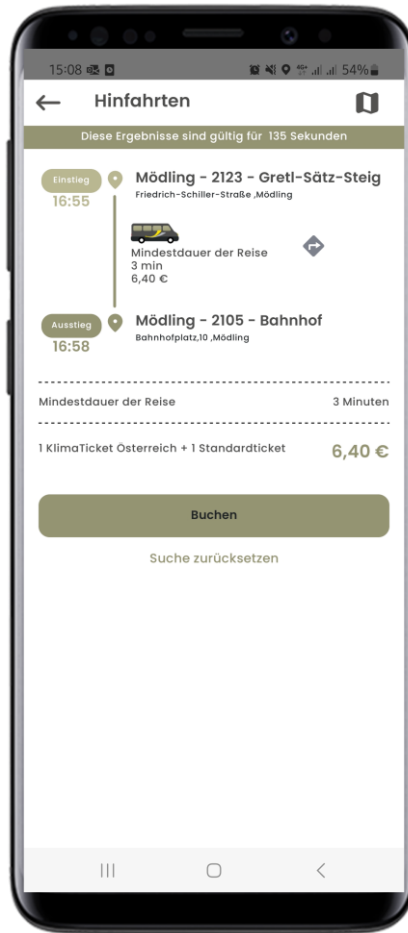 15:08
54%
Hinfahrten
Diese Ergebnisse sind gültig für 135 Sekunden
Einstieg
Mödling - 2123 - Gretl-Sätz-Steig
16:55
Friedrich-Schiller-Straße ,Mödling
Mindestdauer der Reise
3 min
6,40 €
Ausstieg
Mödling - 2105 - Bahnhof
16:58
Bahnhofplatz,10 ,Mödling
Mindestdauer der Reise 3 Minuten
1 KlimaTicket Österreich + 1 Standardticket 6,40 €
Buchen
Suche zurücksetzen